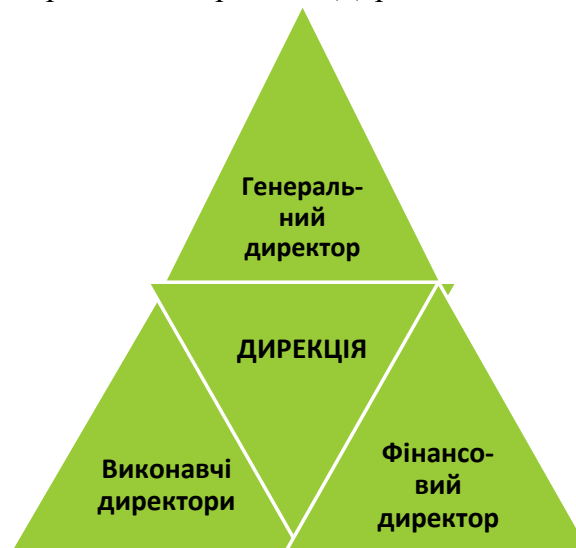 Генераль-
ний
директор
ДИРЕКЦІЯ
Виконавчі
директори
Фінансо-
вий
директор